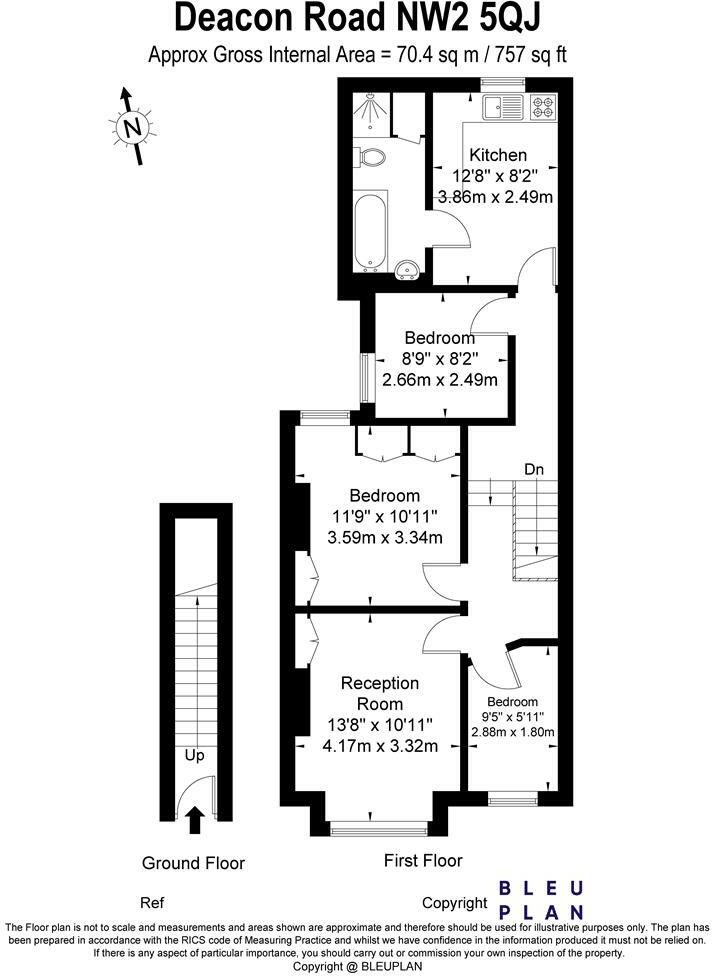 Deacon Road NW2 5QJ
Approx Gross Internal Area = 70.4 sq m / 757 sq ft
N
Kitchen
12'8" x 8'2"
3.86m x 2.49m
Bedroom
8'9" x 8'2"
2.66m x 2.49m
Dn
Bedroom
11'9" x 10'11"
3.59m x 3.34m
Reception
Room
13'8" x 10'11"
4.17m x 3.32m
Bedroom
9'5" x 5'11"
2.88m x 1.80m
Up
Ground Floor
First Floor
Ref
Copyright
BLEU
PLAN
The Floor plan is not to scale and measurements and areas shown are approximate and therefore should be used for illustrative purposes only. The plan has
been prepared in accordance with the RICS code of Measuring Practice and whilst we have confidence in the information produced it must not be relied on.
If there is any aspect of particular importance, you should carry out or commission your own inspection of the property.
Copyright @ BLEUPLAN